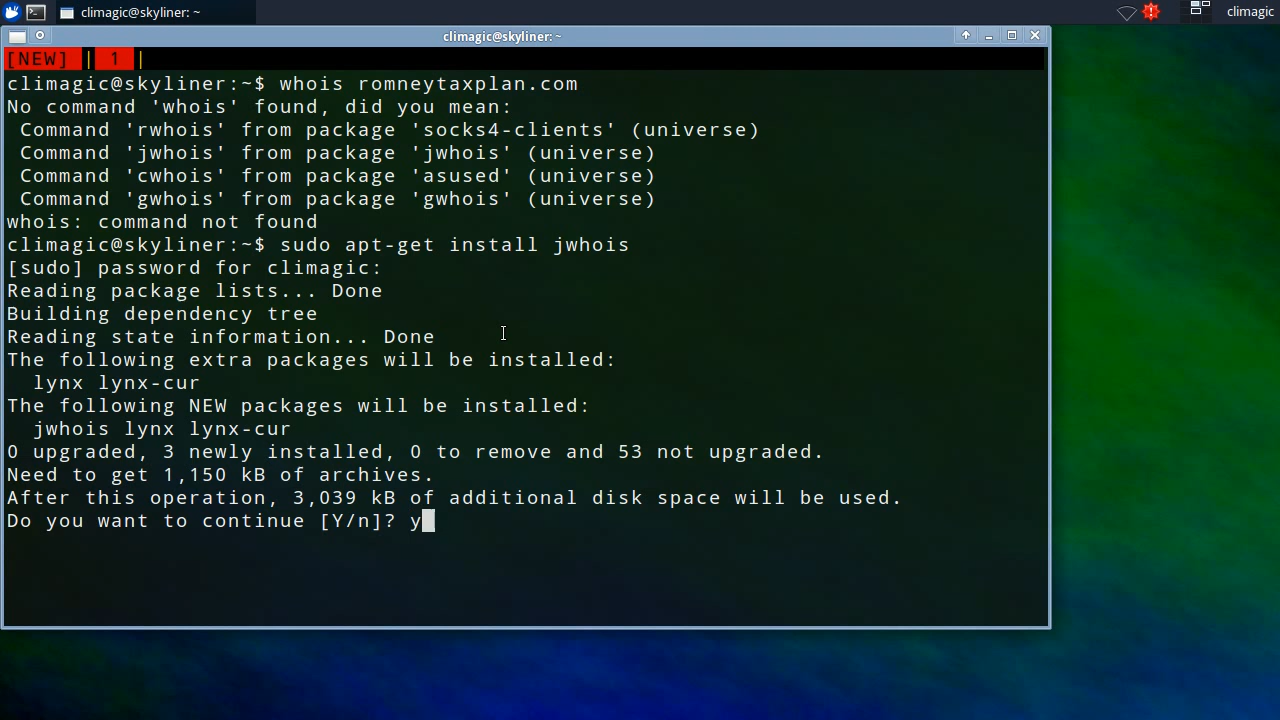 climagic@skyliner: ~
climagic
climagic@skyliner:~
[NEW] | 1 |
climagic@skyliner:~$ whois romneytaxplan.com
No command 'whois' found, did you mean:
 Command 'rwhois' from package 'socks4-clients' (universe)
 Command 'jwhois' from package 'jwhois' (universe)
 Command 'cwhois' from package 'asused' (universe)
 Command 'gwhois' from package 'gwhois' (universe)
whois: command not found
climagic@skyliner:~$ sudo apt-get install jwhois
[sudo] password for climagic:
Reading package lists... Done
Building dependency tree
Reading state information... Done
The following extra packages will be installed:
  lynx lynx-cur
The following NEW packages will be installed:
  jwhois lynx lynx-cur
0 upgraded, 3 newly installed, 0 to remove and 53 not upgraded.
Need to get 1,150 kB of archives.
After this operation, 3,039 kB of additional disk space will be used.
Do you want to continue [Y/n]? y